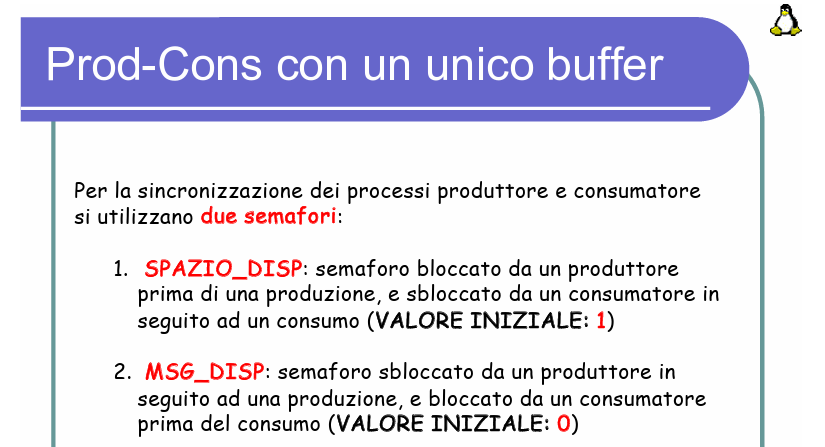 Prod-Cons con un unico buffer
Per la sincronizzazione dei processi produttore e consumatore
si utilizzano due semafori:
1. SPAZIO_DISP: semaforo bloccato da un produttore
prima di una produzione, e sbloccato da un consumatore in
seguito ad un consumo (VALORE INIZIALE: 1)
2. MSG_DISP: semaforo sbloccato da un produttore in
seguito ad una produzione, e bloccato da un consumatore
prima del consumo (VALORE INIZIALE: 0)